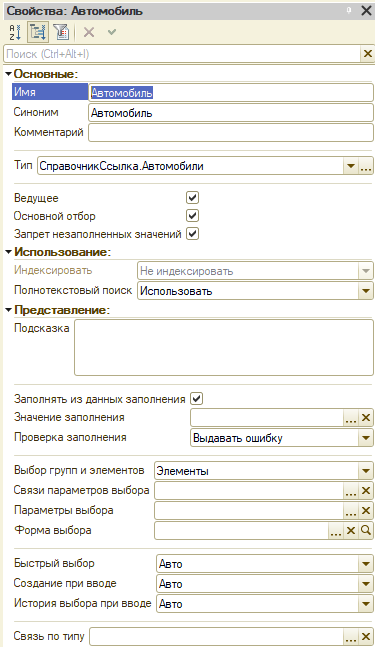 Свойства: Автомобиль
Поиск (Ctrl+Alt+I)
Основные:
Имя Автомобиль
Синоним Автомобиль
Комментарий
Тип СправочникСсылка.Автомобили ...
Ведущее
Основной отбор
Запрет незаполненных значений
Использование:
Индексировать Не индексировать
Полнотекстовый поиск Использовать
Представление:
Подсказка
Заполнять из данных заполнения
Значение заполнения ...
Проверка заполнения Выдавать ошибку
Выбор групп и элементов Элементы
Связи параметров выбора ...
Параметры выбора ...
Форма выбора ...
Быстрый выбор Авто
Создание при вводе Авто
История выбора при вводе Авто
Связь по типу ...